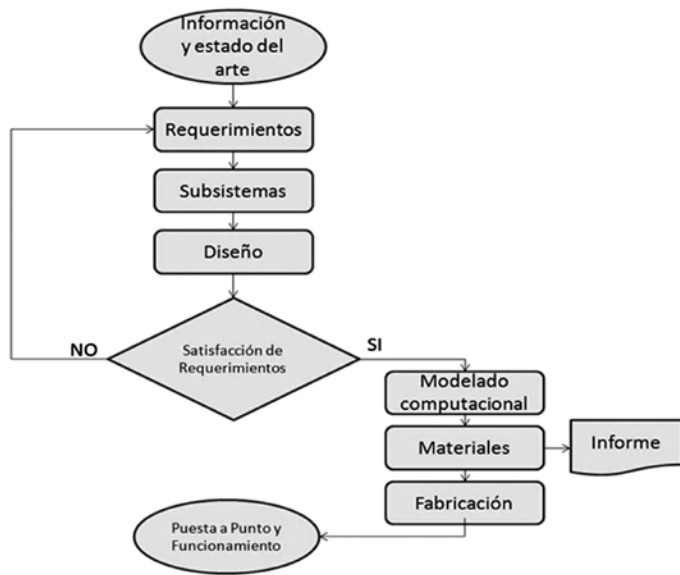 Información
y estado del
arte
Requerimientos
Subsistemas
Diseño
Satisfacción de
Requerimientos
NO
SI
Modelado
computacional
Materiales
Informe
Fabricación
Puesta a Punto y
Funcionamiento